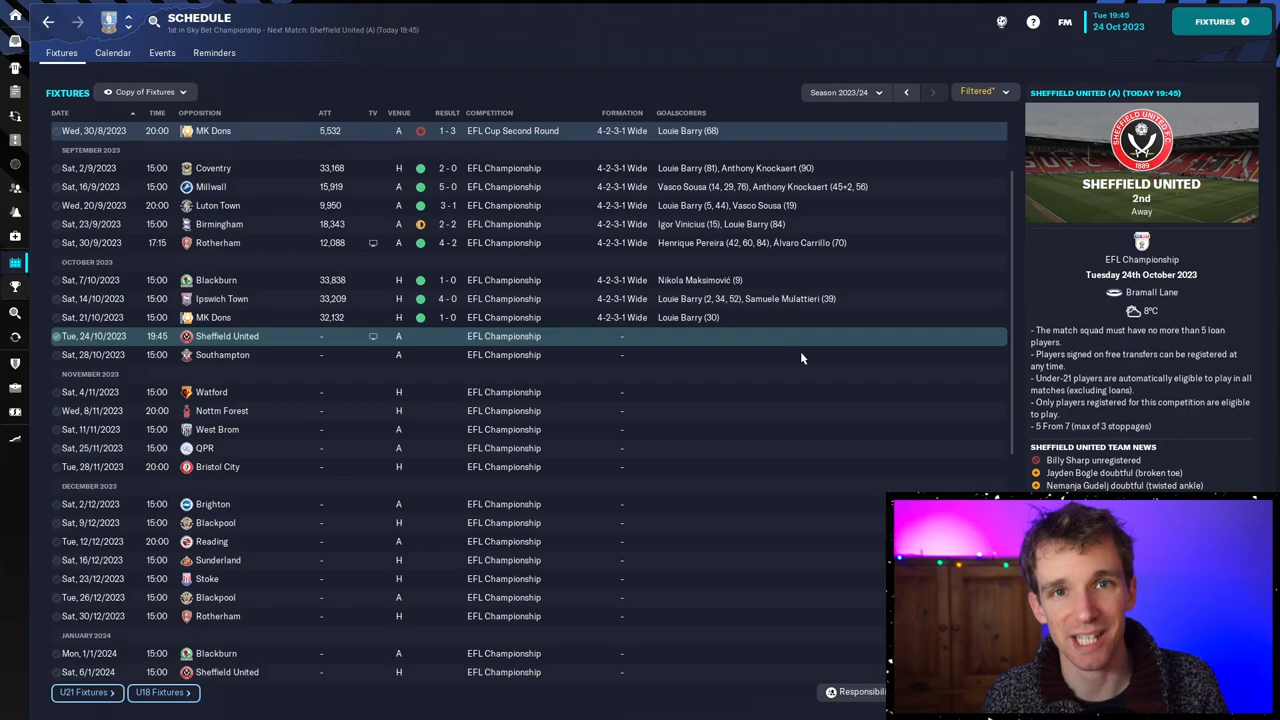 SCHEDULE
1st in Sky Bet Championship - Next Match: Sheffield United (A) (Today 19:45)
FM
Tue 19:45
24 Oct 2023
FIXTURES
Fixtures Calendar Events Reminders
FIXTURES Copy of Fixtures Season 2023/24 Filtered*
DATE TIME OPPOSITION ATT TV VENUE RESULT COMPETITION FORMATION GOALSCORERS
Wed, 30/8/2023 20:00 MK Dons 5,532 A 1 - 3 EFL Cup Second Round 4-2-3-1 Wide Louie Barry (68)
SEPTEMBER 2023
Sat, 2/9/2023 15:00 Coventry 33,168 H 2 - 0 EFL Championship 4-2-3-1 Wide Louie Barry (81), Anthony Knockaert (90)
Sat, 16/9/2023 15:00 Millwall 15,919 A 5 - 0 EFL Championship 4-2-3-1 Wide Vasco Sousa (14, 29, 76), Anthony Knockaert (45+2, 56)
Wed, 20/9/2023 20:00 Luton Town 9,950 A 3 - 1 EFL Championship 4-2-3-1 Wide Louie Barry (5, 44), Vasco Sousa (19)
Sat, 23/9/2023 15:00 Birmingham 18,343 A 2 - 2 EFL Championship 4-2-3-1 Wide Igor Vinicius (15), Louie Barry (84)
Sat, 30/9/2023 17:15 Rotherham 12,088 A 4 - 2 EFL Championship 4-2-3-1 Wide Henrique Pereira (42, 60, 84), Álvaro Carrillo (70)
OCTOBER 2023
Sat, 7/10/2023 15:00 Blackburn 33,838 H 1 - 0 EFL Championship 4-2-3-1 Wide Nikola Maksimović (9)
Sat, 14/10/2023 15:00 Ipswich Town 33,209 H 4 - 0 EFL Championship 4-2-3-1 Wide Louie Barry (2, 34, 52), Samuele Mulattieri (39)
Sat, 21/10/2023 15:00 MK Dons 32,132 H 1 - 0 EFL Championship 4-2-3-1 Wide Louie Barry (30)
Tue, 24/10/2023 19:45 Sheffield United - A EFL Championship -
Sat, 28/10/2023 15:00 Southampton - A EFL Championship -
NOVEMBER 2023
Sat, 4/11/2023 15:00 Watford - H EFL Championship -
Wed, 8/11/2023 20:00 Nottm Forest - H EFL Championship -
Sat, 11/11/2023 15:00 West Brom - A EFL Championship -
Sat, 25/11/2023 15:00 QPR - A EFL Championship -
Tue, 28/11/2023 20:00 Bristol City - H EFL Championship -
DECEMBER 2023
Sat, 2/12/2023 15:00 Brighton - A EFL Championship -
Sat, 9/12/2023 15:00 Blackpool - H EFL Championship -
Tue, 12/12/2023 20:00 Reading - A EFL Championship -
Sat, 16/12/2023 15:00 Sunderland - H EFL Championship -
Sat, 23/12/2023 15:00 Stoke - H EFL Championship -
Tue, 26/12/2023 15:00 Blackpool - A EFL Championship -
Sat, 30/12/2023 15:00 Rotherham - H EFL Championship -
JANUARY 2024
Mon, 1/1/2024 15:00 Blackburn - A EFL Championship -
Sat, 6/1/2024 15:00 Sheffield United - H EFL Championship -
U21 Fixtures U18 Fixtures Responsibili
SHEFFIELD UNITED (A) (TODAY 19:45)
SHEFFIELD UNITED F.C.
1889
SHEFFIELD UNITED
2nd
Away
EFL Championship
Tuesday 24th October 2023
Bramall Lane
8°C
- The match squad must have no more than 5 loan
players.
- Players signed on free transfers can be registered at
any time.
- Under-21 players are automatically eligible to play in all
matches (excluding loans).
- Only players registered for this competition are eligible
to play.
- 5 From 7 (max of 3 stoppages)
SHEFFIELD UNITED TEAM NEWS
Billy Sharp unregistered
Jayden Bogle doubtful (broken toe)
Nemanja Gudelj doubtful (twisted ankle)